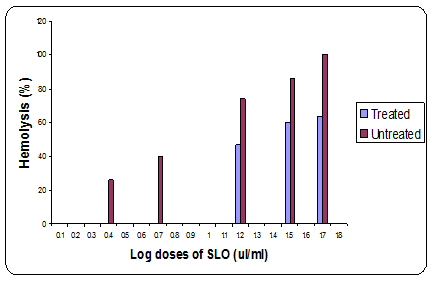 120
100
80
60
40
20
0
Hemolysis (%)
0.1 0.2 0.3 0.4 0.5 0.6 0.7 0.8 0.9 1 1.1 1.2 1.3 1.4 1.5 1.6 1.7 1.8
Log doses of SLO (ul/ml)
Treated
Untreated